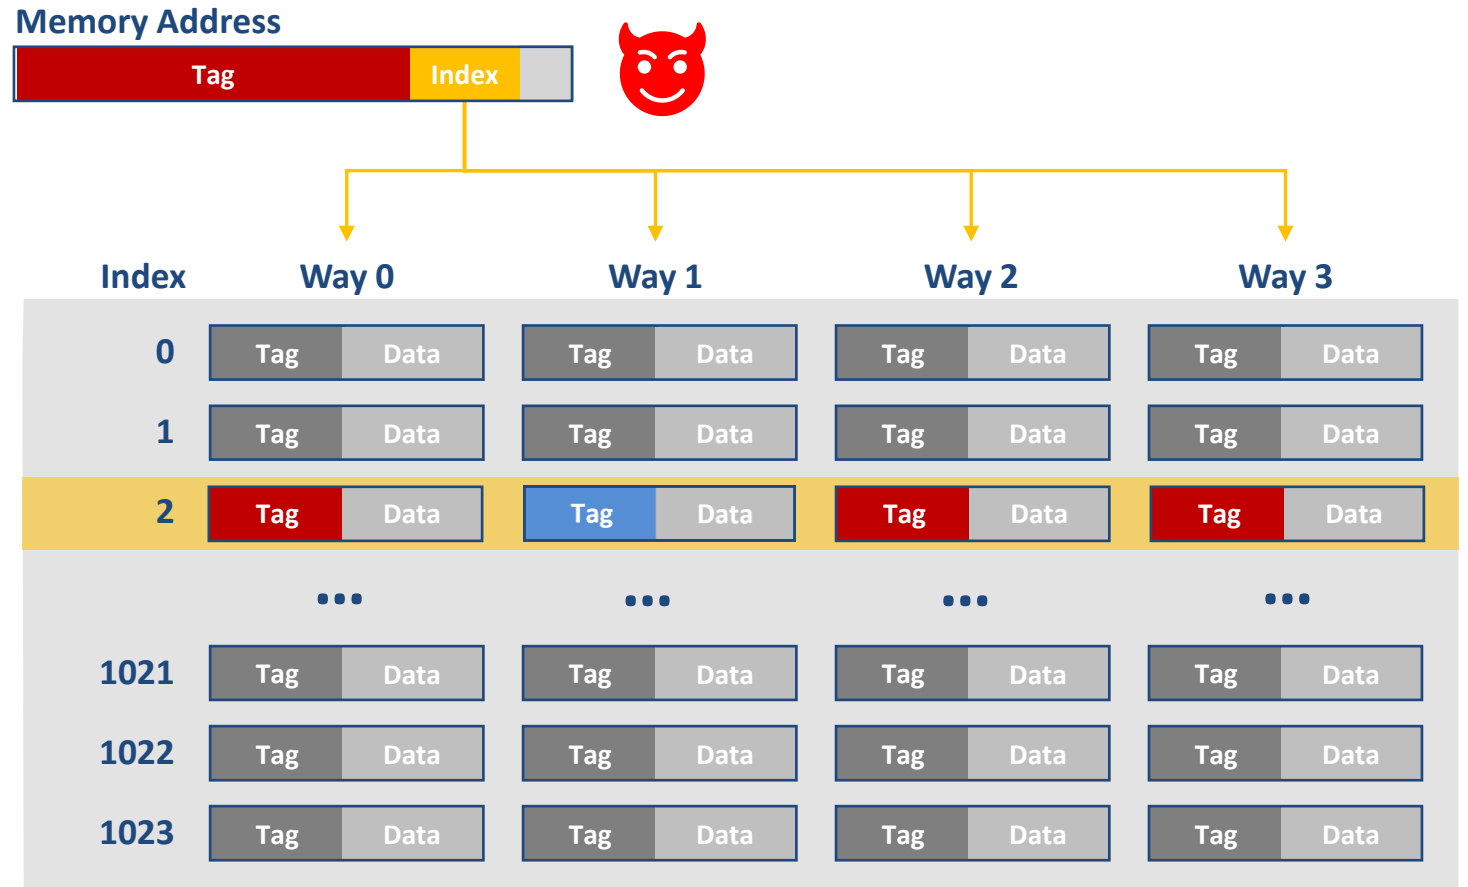 Memory Address
Tag Index
Index Way 0 Way 1 Way 2 Way 3
0 Tag Data Tag Data Tag Data Tag Data
1 Tag Data Tag Data Tag Data Tag Data
2 Tag Data Tag Data Tag Data Tag Data
... ... ... ...
1021 Tag Data Tag Data Tag Data Tag Data
1022 Tag Data Tag Data Tag Data Tag Data
1023 Tag Data Tag Data Tag Data Tag Data